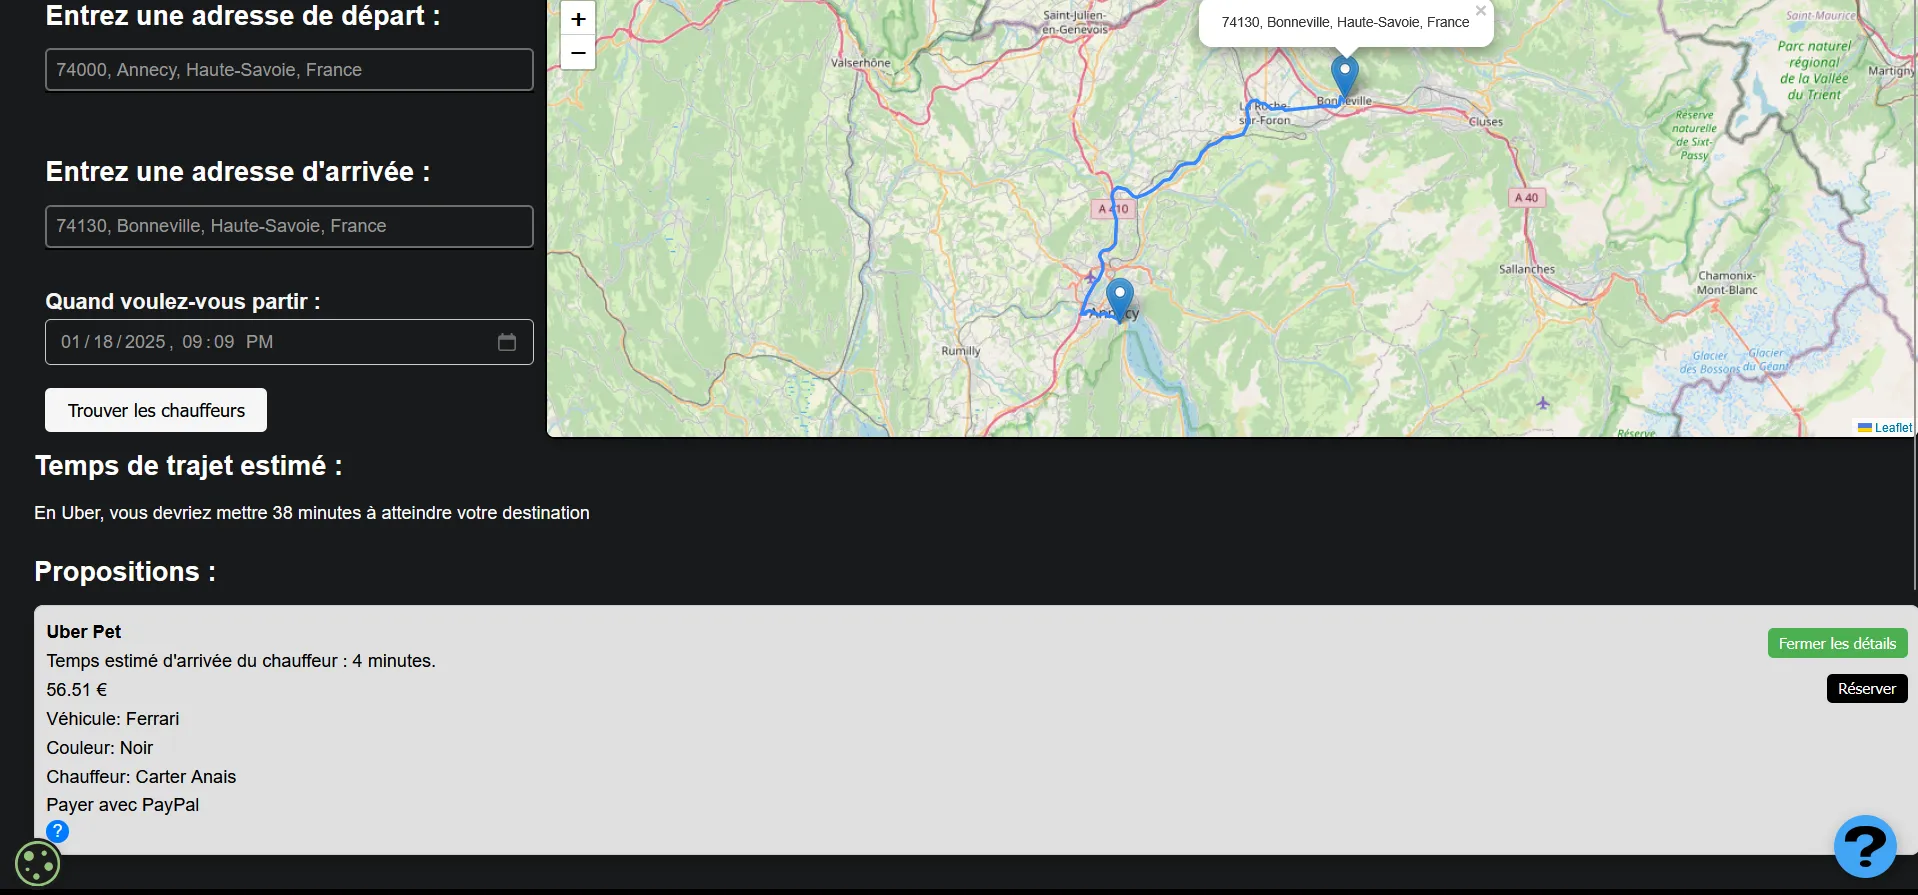 Entrez une adresse de départ :
74000, Annecy, Haute-Savoie, France
Entrez une adresse d'arrivée :
74130, Bonneville, Haute-Savoie, France
Quand voulez-vous partir :
01/18/2025, 09:09 PM
Trouver les chauffeurs
+
−
74130, Bonneville, Haute-Savoie, France
×
Saint-Julien-
en-Genevois
Valserhône
La Roche-
sur-Foron
Bonneville
Cluses
Saint-Maurice
Parc naturel
régional
de la Vallée
du Trient
Martigny
Réserve
naturelle
de Sixt-
Passy
A 410
A 40
Sallanches
Chamonix-
Mont-Blanc
Annecy
Rumilly
Glacier
des Bossons
Glacier
du Géant
Réserve
Leaflet
Temps de trajet estimé :
En Uber, vous devriez mettre 38 minutes à atteindre votre destination
Propositions :
Uber Pet
Temps estimé d'arrivée du chauffeur : 4 minutes.
56.51 €
Véhicule: Ferrari
Couleur: Noir
Chauffeur: Carter Anais
Payer avec PayPal
?
Fermer les détails
Réserver
?